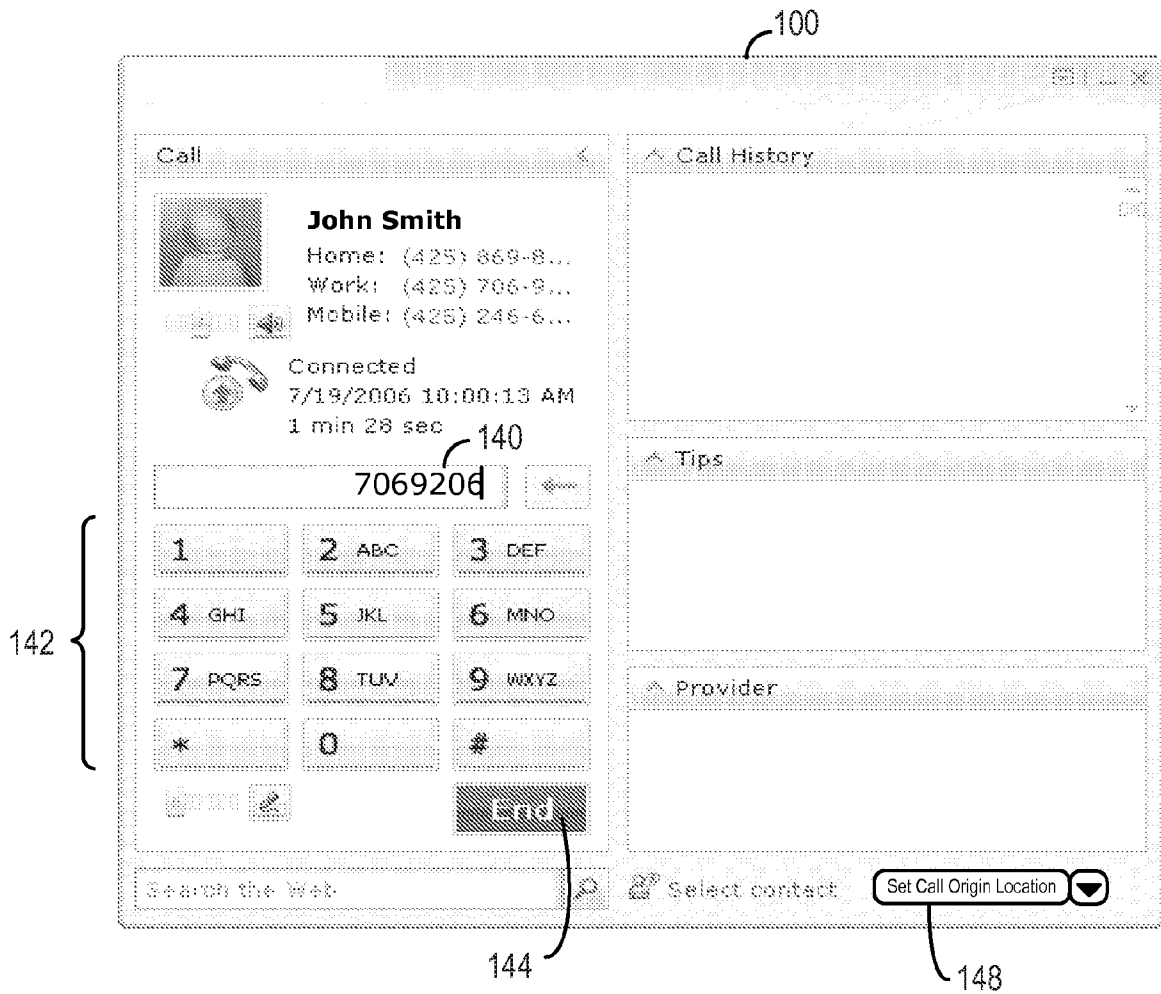 100
Call
John Smith
Home: (425) 869-8...
Work: (425) 706-9...
Mobile: (425) 246-6...
Connected
7/19/2006 10:00:13 AM
1 min 28 sec
140
7069206
142
1
2 ABC
3 DEF
4 GHI
5 JKL
6 MNO
7 PQRS
8 TUV
9 WXYZ
*
0
#
End
144
Search the Web
Call History
Tips
Provider
Select contact
Set Call Origin Location
148